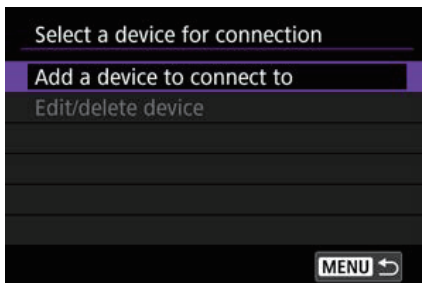 Select a device for connection
Add a device to connect to
Edit/delete device
MENU